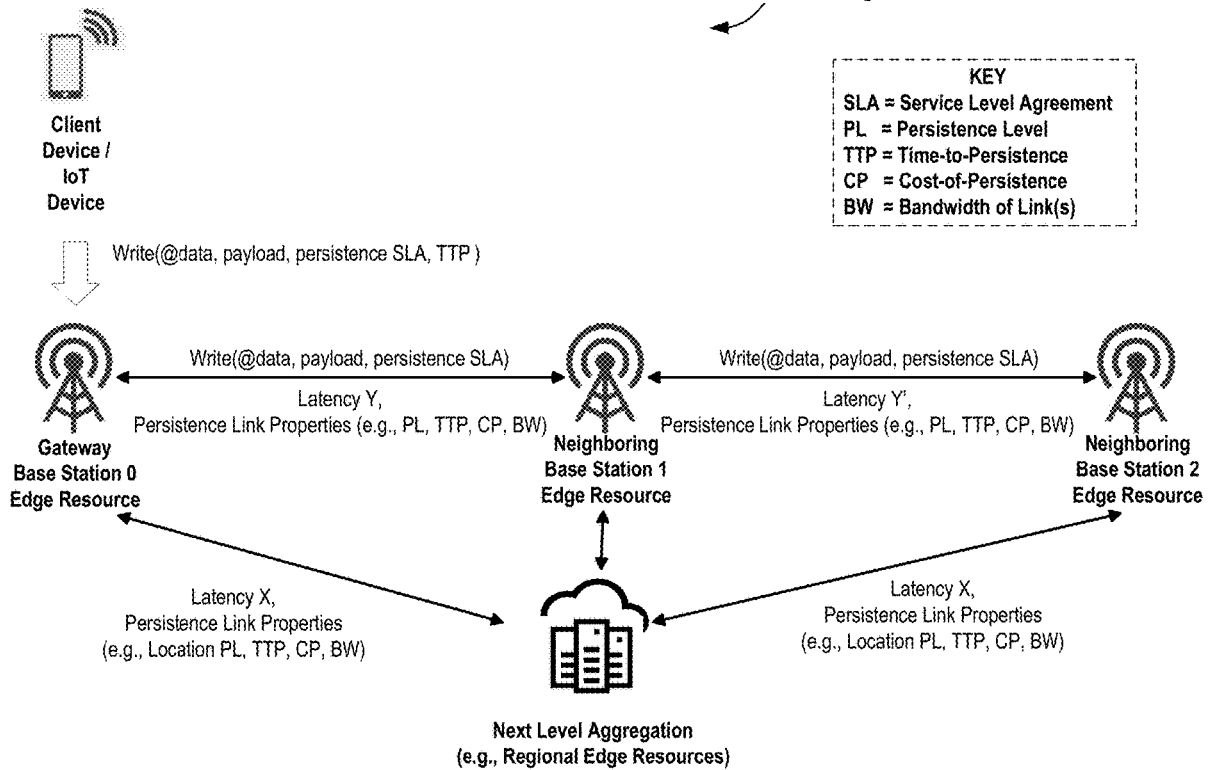 KEY
SLA = Service Level Agreement
PL = Persistence Level
TTP = Time-to-Persistence
CP = Cost-of-Persistence
BW = Bandwidth of Link(s)
Client
Device /
IoT
Device
Write(@data, payload, persistence SLA, TTP )
Write(@data, payload, persistence SLA)
Latency Y,
Persistence Link Properties (e.g., PL, TTP, CP, BW)
Write(@data, payload, persistence SLA)
Latency Y',
Persistence Link Properties (e.g., PL, TTP, CP, BW)
Gateway
Base Station 0
Edge Resource
Neighboring
Base Station 1
Edge Resource
Neighboring
Base Station 2
Edge Resource
Latency X,
Persistence Link Properties
(e.g., Location PL, TTP, CP, BW)
Latency X,
Persistence Link Properties
(e.g., Location PL, TTP, CP, BW)
Next Level Aggregation
(e.g., Regional Edge Resources)